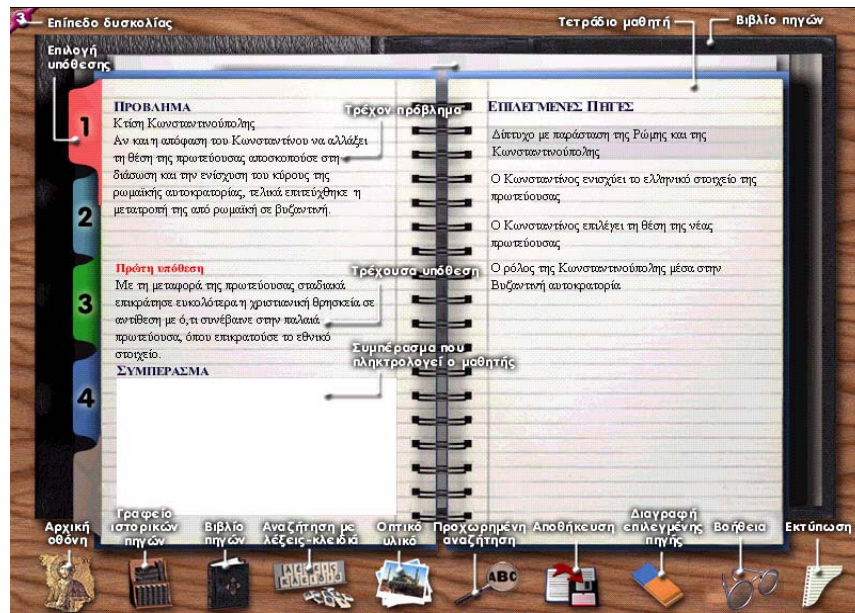 3
Επίπεδο δυσκολίας
Τετράδιο μαθητή
Βιβλίο πηγών
Επιλογή
υπόθεσης
1
2
3
4
ΠΡΟΒΛΗΜΑ
Κτίση Κωνσταντινούπολης
Αν και η απόφαση του Κωνσταντίνου να αλλάξει
τη θέση της πρωτεύουσας αποσκοπούσε στη
διάσωση και την ενίσχυση του κύρους της
ρωμαϊκής αυτοκρατορίας, τελικά επιτεύχθηκε η
μετατροπή της από ρωμαϊκή σε βυζαντινή.
Τρέχον πρόβλημα
Πρώτη υπόθεση
Με τη μεταφορά της πρωτεύουσας σταδιακά
επικράτησε ευκολότερα η χριστιανική θρησκεία σε
αντίθεση με ό,τι συνέβαινε στην παλαιά
πρωτεύουσα, όπου επικρατούσε το εθνικό
στοιχείο.
Τρέχουσα υπόθεση
ΣΥΜΠΕΡΑΣΜΑ
Συμπέρασμα που
πληκτρολογεί ο μαθητής
ΕΠΙΛΕΓΜΕΝΕΣ ΠΗΓΕΣ
Δίπτυχο με παράσταση της Ρώμης και της
Κωνσταντινούπολης
Ο Κωνσταντίνος ενισχύει το ελληνικό στοιχείο της
πρωτεύουσας
Ο Κωνσταντίνος επιλέγει τη θέση της νέας
πρωτεύουσας
Ο ρόλος της Κωνσταντινούπολης μέσα στην
Βυζαντινή αυτοκρατορία
Αρχική
οθόνη
Γραφείο
ιστορικών
πηγών
Βιβλίο
πηγών
Αναζήτηση με
λέξεις-κλειδιά
Οπτικό
υλικό
Προχωρημένη
αναζήτηση
Αποθήκευση
Διαγραφή
επιλεγμένης
πηγής
Βοήθεια
Εκτύπωση
ABC